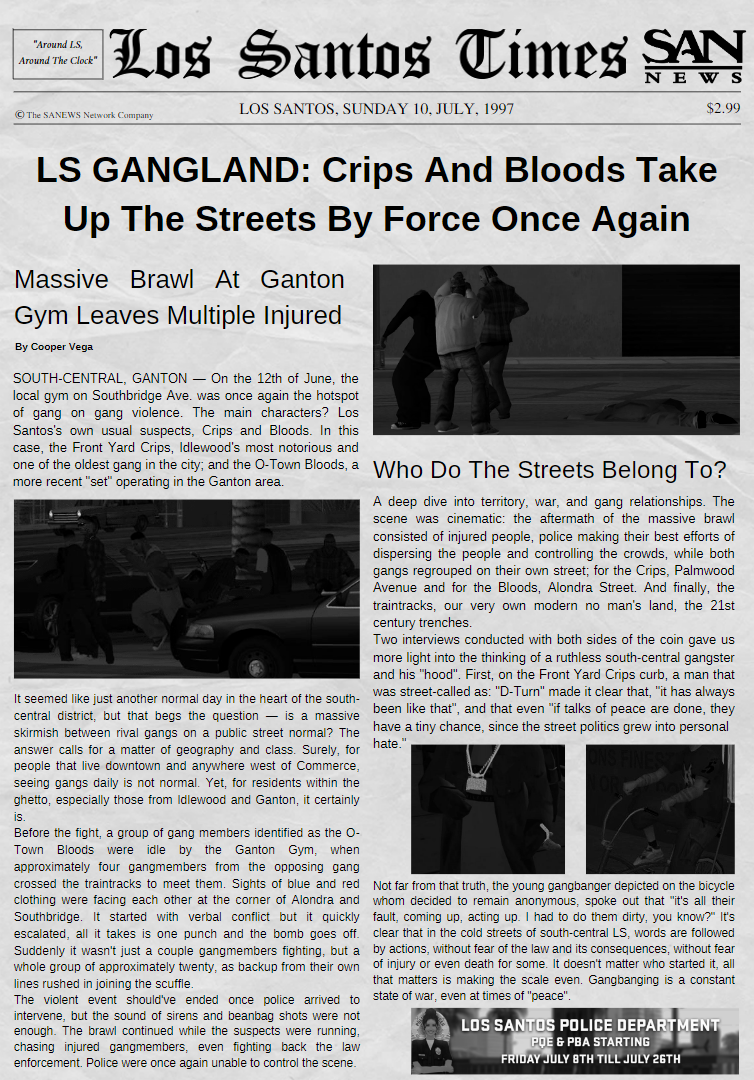 "Around LS,
Around The Clock"
Los Santos Times
SAN
NEWS
© The SANEWS Network Company
LOS SANTOS, SUNDAY 10, JULY, 1997
$2.99
LS GANGLAND: Crips And Bloods Take
Up The Streets By Force Once Again
Massive Brawl At Ganton
Gym Leaves Multiple Injured
By Cooper Vega
SOUTH-CENTRAL, GANTON — On the 12th of June, the
local gym on Southbridge Ave. was once again the hotspot
of gang on gang violence. The main characters? Los
Santos's own usual suspects, Crips and Bloods. In this
case, the Front Yard Crips, Idlewood's most notorious and
one of the oldest gang in the city; and the O-Town Bloods, a
more recent "set" operating in the Ganton area.
It seemed like just another normal day in the heart of the south-
central district, but that begs the question — is a massive
skirmish between rival gangs on a public street normal? The
answer calls for a matter of geography and class. Surely, for
people that live downtown and anywhere west of Commerce,
seeing gangs daily is not normal. Yet, for residents within the
ghetto, especially those from Idlewood and Ganton, it certainly
is.
Before the fight, a group of gang members identified as the O-
Town Bloods were idle by the Ganton Gym, when
approximately four gangmembers from the opposing gang
crossed the traintracks to meet them. Sights of blue and red
clothing were facing each other at the corner of Alondra and
Southbridge. It started with verbal conflict but it quickly
escalated, all it takes is one punch and the bomb goes off.
Suddenly it wasn't just a couple gangmembers fighting, but a
whole group of approximately twenty, as backup from their own
lines rushed in joining the scuffle.
The violent event should've ended once police arrived to
intervene, but the sound of sirens and beanbag shots were not
enough. The brawl continued while the suspects were running,
chasing injured gangmembers, even fighting back the law
enforcement. Police were once again unable to control the scene.
Who Do The Streets Belong To?
A deep dive into territory, war, and gang relationships. The
scene was cinematic: the aftermath of the massive brawl
consisted of injured people, police making their best efforts of
dispersing the people and controlling the crowds, while both
gangs regrouped on their own street; for the Crips, Palmwood
Avenue and for the Bloods, Alondra Street. And finally, the
traintracks, our very own modern no man's land, the 21st
century trenches.
Two interviews conducted with both sides of the coin gave us
more light into the thinking of a ruthless south-central gangster
and his "hood". First, on the Front Yard Crips curb, a man that
was street-called as: "D-Turn" made it clear that, "it has always
been like that", and that even "if talks of peace are done, they
have a tiny chance, since the street politics grew into personal
hate."
Not far from that truth, the young gangbanger depicted on the bicycle
whom decided to remain anonymous, spoke out that "it's all their
fault, coming up, acting up. I had to do them dirty, you know?" It's
clear that in the cold streets of south-central LS, words are followed
by actions, without fear of the law and its consequences, without fear
of injury or even death for some. It doesn't matter who started it, all
that matters is making the scale even. Gangbanging is a constant
state of war, even at times of "peace".
LOS SANTOS POLICE DEPARTMENT
PQE & PBA STARTING
FRIDAY JULY 8TH TILL JULY 26TH